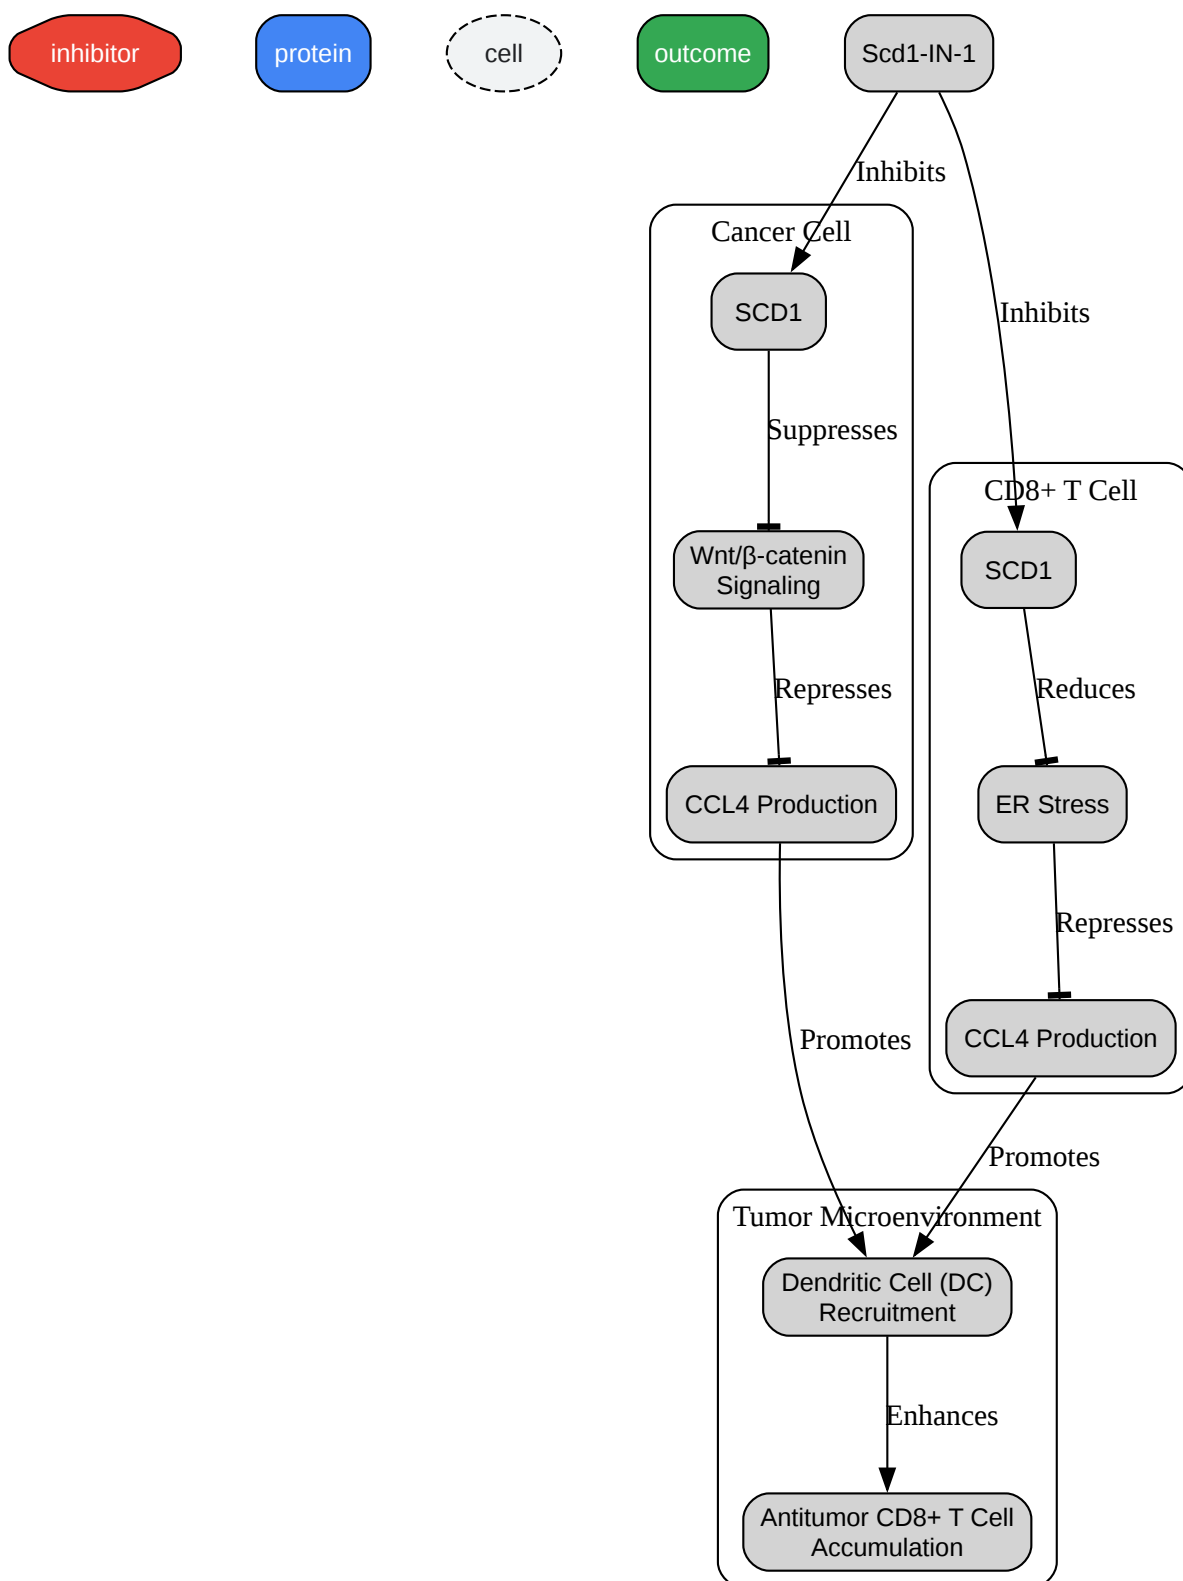 inhibitor
protein
cell
outcome
Scd1-IN-1
Inhibits
Cancer Cell
SCD1
Inhibits
Suppresses
CD8+ T Cell
Wnt/β-catenin
Signaling
SCD1
Represses
Reduces
CCL4 Production
ER Stress
Represses
CCL4 Production
Promotes
Promotes
Tumor Microenvironment
Dendritic Cell (DC)
Recruitment
Enhances
Antitumor CD8+ T Cell
Accumulation